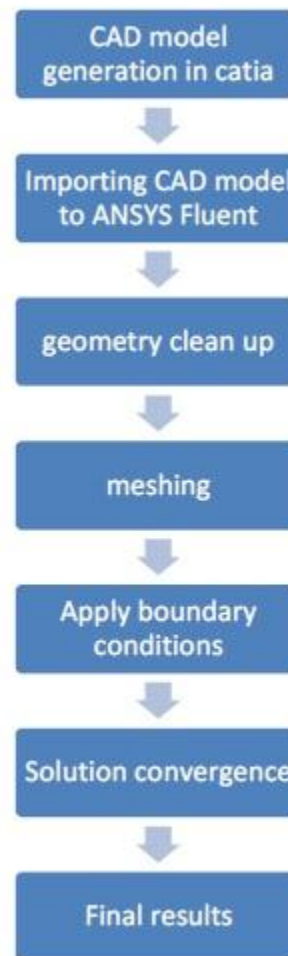 CAD model
generation in catia
Importing CAD model
to ANSYS Fluent
geometry clean up
meshing
Apply boundary
conditions
Solution convergence
Final results